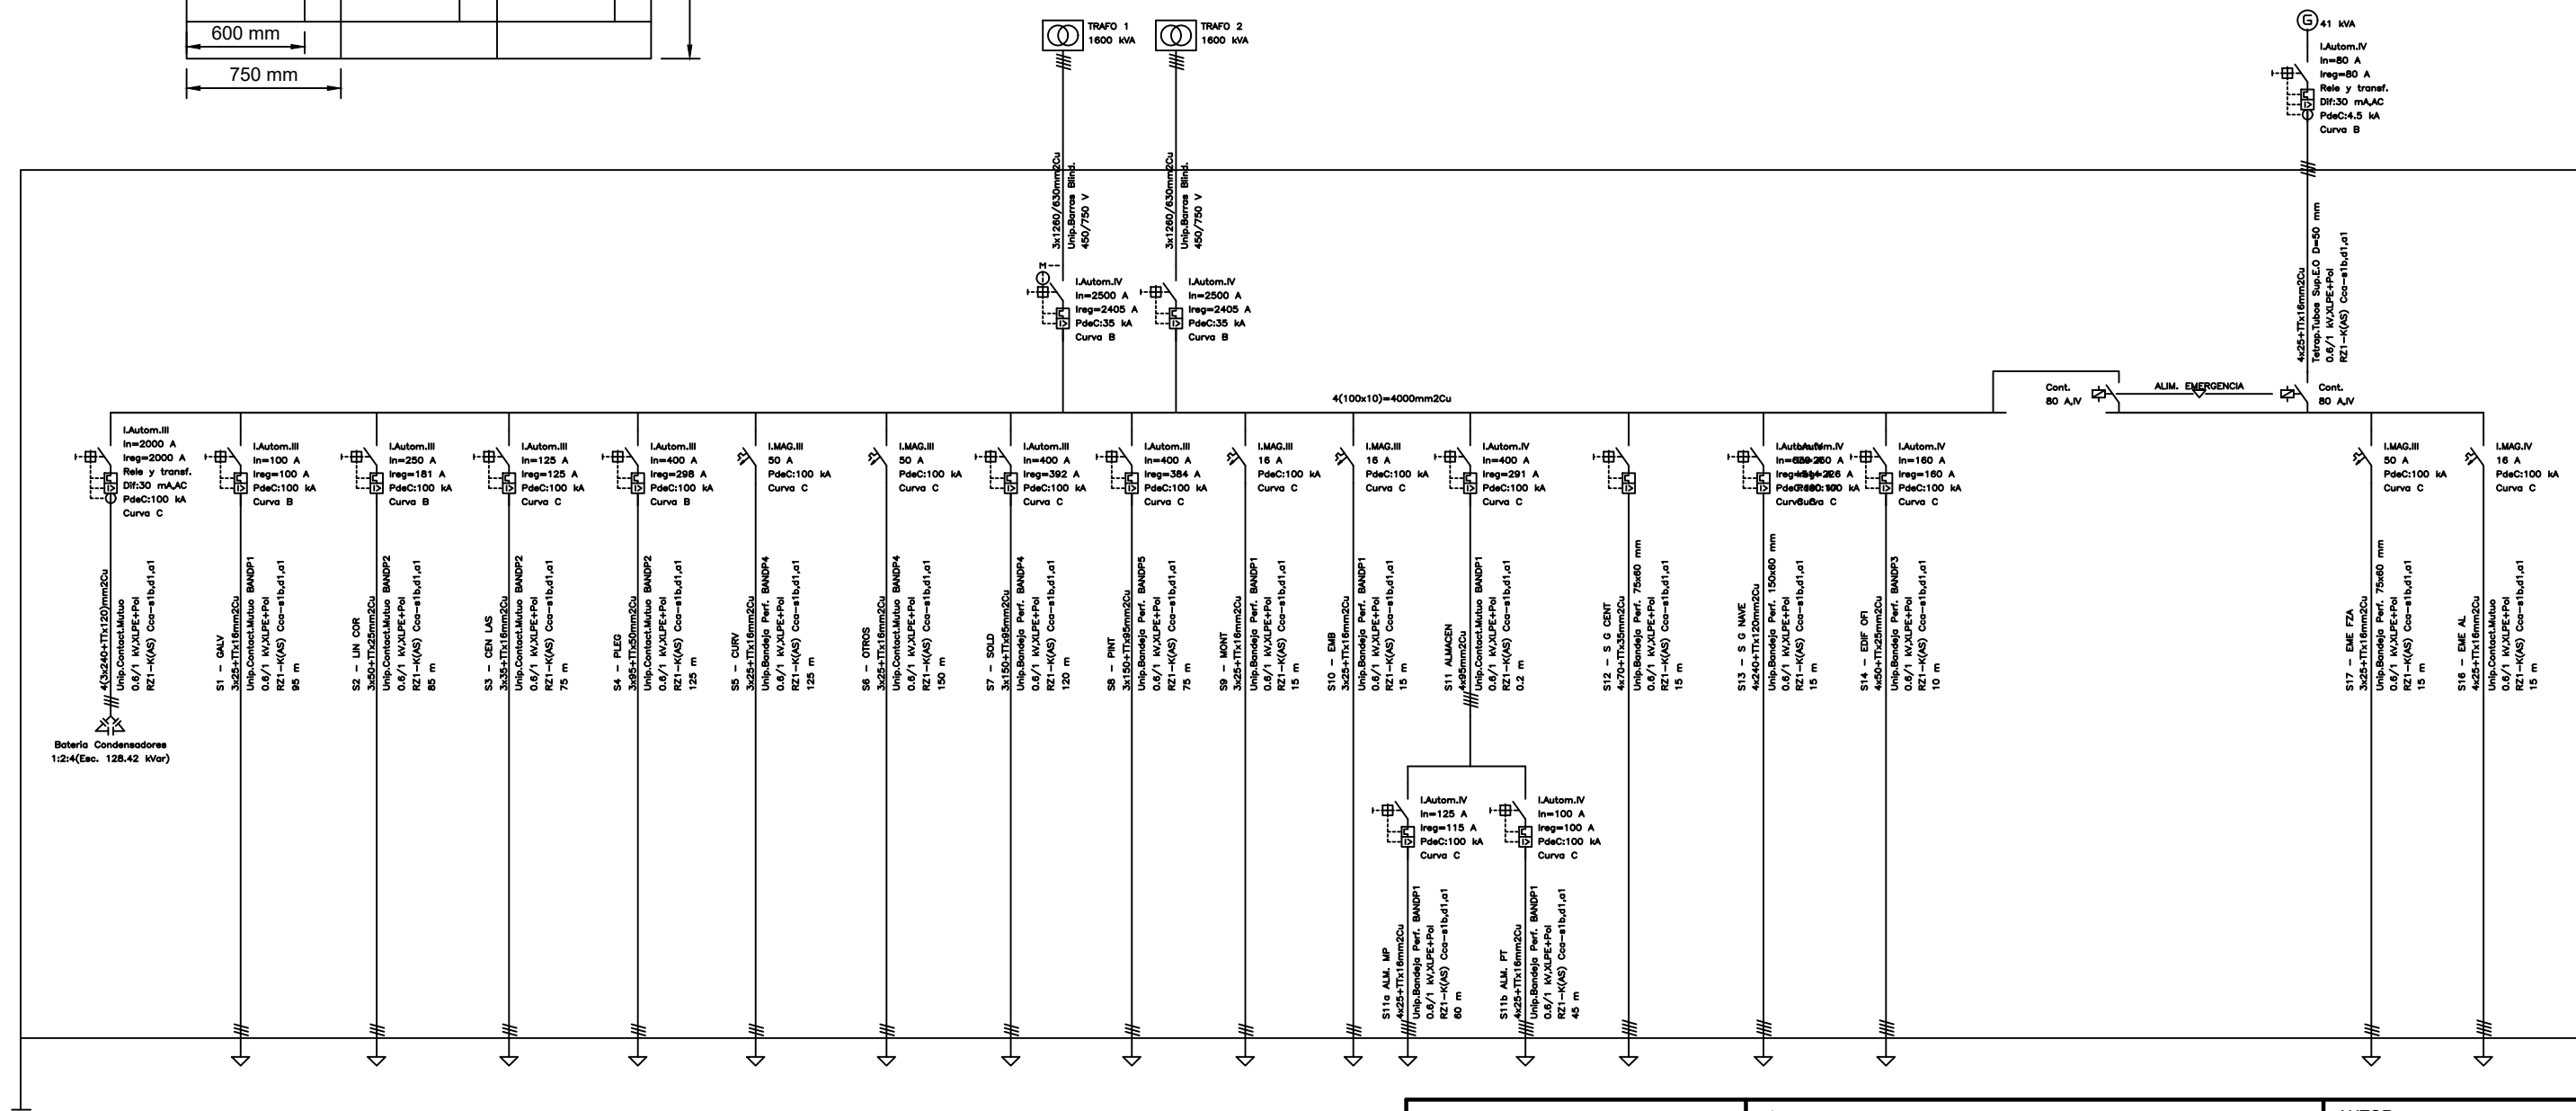 600 mm
750 mm
TRAFO 1
1600 kVA
TRAFO 2
1600 kVA
G
41 kVA
I.Autom.IV
In=80 A
Ireg=80 A
Rele y transf.
Dif:30 mA,AC
PdeC:4.5 kA
Curva B
3x1260/630mm2Cu
Unip.Barras Blind.
450/750 V
3x1260/630mm2Cu
Unip.Barras Blind.
450/750 V
4x25+TTx16mm2Cu
Tetrap.Tubos Sup.E.O D=50 mm
0.6/1 kV,XLPE+Pol
RZ1-K(AS) Cca-s1b,d1,a1
M
I.Autom.IV
In=2500 A
Ireg=2405 A
PdeC:35 kA
Curva B
I.Autom.IV
In=2500 A
Ireg=2405 A
PdeC:35 kA
Curva B
4(100x10)=4000mm2Cu
Cont.
80 A,IV
ALIM. EMERGENCIA
Cont.
80 A,IV
I.Autom.III
In=2000 A
Ireg=2000 A
Rele y transf.
Dif:30 mA,AC
PdeC:100 kA
Curva C
4(3x240+TTx120)mm2Cu
Unip.Contact.Mutuo
0.6/1 kV,XLPE+Pol
RZ1-K(AS) Cca-s1b,d1,a1
Bateria Condensadores
1:2:4(Esc. 128.42 kVar)
I.Autom.III
In=100 A
Ireg=100 A
PdeC:100 kA
Curva B
S1 - GALV
3x25+TTx16mm2Cu
Unip.Contact.Mutuo BANDP1
0.6/1 kV,XLPE+Pol
RZ1-K(AS) Cca-s1b,d1,a1
95 m
I.Autom.III
In=250 A
Ireg=181 A
PdeC:100 kA
Curva B
S2 - LIN COR
3x50+TTx25mm2Cu
Unip.Contact.Mutuo BANDP2
0.6/1 kV,XLPE+Pol
RZ1-K(AS) Cca-s1b,d1,a1
85 m
I.Autom.III
In=125 A
Ireg=125 A
PdeC:100 kA
Curva C
S3 - CEN LAS
3x35+TTx16mm2Cu
Unip.Contact.Mutuo BANDP2
0.6/1 kV,XLPE+Pol
RZ1-K(AS) Cca-s1b,d1,a1
75 m
I.Autom.III
In=400 A
Ireg=298 A
PdeC:100 kA
Curva B
S4 - PLEG
3x95+TTx50mm2Cu
Unip.Contact.Mutuo BANDP2
0.6/1 kV,XLPE+Pol
RZ1-K(AS) Cca-s1b,d1,a1
125 m
I.MAG.III
50 A
PdeC:100 kA
Curva C
S5 - CURV
3x25+TTx16mm2Cu
Unip.Bandeja Perf. BANDP4
0.6/1 kV,XLPE+Pol
RZ1-K(AS) Cca-s1b,d1,a1
125 m
I.MAG.III
50 A
PdeC:100 kA
Curva C
S6 - OTROS
3x25+TTx16mm2Cu
Unip.Bandeja Perf. BANDP4
0.6/1 kV,XLPE+Pol
RZ1-K(AS) Cca-s1b,d1,a1
150 m
I.Autom.III
In=400 A
Ireg=392 A
PdeC:100 kA
Curva C
S7 - SOLD
3x150+TTx95mm2Cu
Unip.Bandeja Perf. BANDP4
0.6/1 kV,XLPE+Pol
RZ1-K(AS) Cca-s1b,d1,a1
120 m
I.Autom.III
In=400 A
Ireg=384 A
PdeC:100 kA
Curva C
S8 - PINT
3x150+TTx95mm2Cu
Unip.Bandeja Perf. BANDP5
0.6/1 kV,XLPE+Pol
RZ1-K(AS) Cca-s1b,d1,a1
75 m
I.MAG.III
16 A
PdeC:100 kA
Curva C
S9 - MONT
3x25+TTx16mm2Cu
Unip.Bandeja Perf. BANDP1
0.6/1 kV,XLPE+Pol
RZ1-K(AS) Cca-s1b,d1,a1
15 m
I.MAG.III
16 A
PdeC:100 kA
Curva C
S10 - EMB
3x25+TTx16mm2Cu
Unip.Bandeja Perf. BANDP1
0.6/1 kV,XLPE+Pol
RZ1-K(AS) Cca-s1b,d1,a1
15 m
I.Autom.IV
In=400 A
Ireg=291 A
PdeC:100 kA
Curva C
S11 ALMACEN
4x95mm2Cu
Unip.Contact.Mutuo BANDP1
0.6/1 kV,XLPE+Pol
RZ1-K(AS) Cca-s1b,d1,a1
0.2 m
I.Autom.IV
In=125 A
Ireg=115 A
PdeC:100 kA
Curva C
S11a ALM. MP
4x25+TTx16mm2Cu
Unip.Bandeja Perf. BANDP1
0.6/1 kV,XLPE+Pol
RZ1-K(AS) Cca-s1b,d1,a1
60 m
I.Autom.IV
In=100 A
Ireg=100 A
PdeC:100 kA
Curva C
S11b ALM. PT
4x25+TTx16mm2Cu
Unip.Bandeja Perf. BANDP1
0.6/1 kV,XLPE+Pol
RZ1-K(AS) Cca-s1b,d1,a1
45 m
S12 - S G CENT
4x70+TTx35mm2Cu
Unip.Bandeja Perf. 75x60 mm
0.6/1 kV,XLPE+Pol
RZ1-K(AS) Cca-s1b,d1,a1
15 m
S13 - S G NAVE
4x240+TTx120mm2Cu
Unip.Bandeja Perf. 150x60 mm
0.6/1 kV,XLPE+Pol
RZ1-K(AS) Cca-s1b,d1,a1
15 m
I.Autom.IV
In=160 A
Ireg=160 A
PdeC:100 kA
Curva C
S14 - EDIF OFI
4x50+TTx25mm2Cu
Unip.Bandeja Perf. BANDP3
0.6/1 kV,XLPE+Pol
RZ1-K(AS) Cca-s1b,d1,a1
10 m
I.MAG.III
50 A
PdeC:100 kA
Curva C
S17 - EME FZA
3x25+TTx16mm2Cu
Unip.Bandeja Perf. 75x60 mm
0.6/1 kV,XLPE+Pol
RZ1-K(AS) Cca-s1b,d1,a1
15 m
I.MAG.IV
16 A
PdeC:100 kA
Curva C
S16 - EME AL
4x25+TTx16mm2Cu
Unip.Contact.Mutuo
0.6/1 kV,XLPE+Pol
RZ1-K(AS) Cca-s1b,d1,a1
15 m